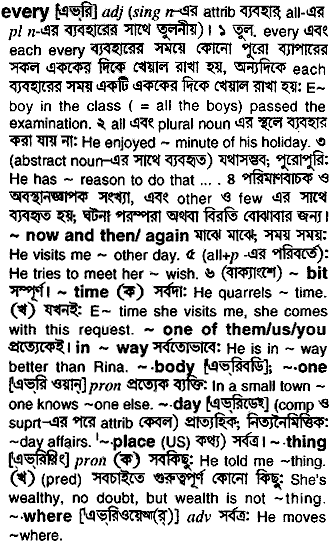 every [এভ্‌রি] adj (sing n-এর attrib ব্যবহার, all-এর
pl n-এর ব্যবহারের সাথে তুলনীয়)। ১ তুল. every এবং
each every ব্যবহারের সময়ে কোনো পুরো ব্যাপারের
সকল এককের দিকে খেয়াল রাখা হয়, অন্যদিকে each
ব্যবহারের সময় একটি এককের দিকে খেয়াল রাখা হয়: E~
boy in the class ( = all the boys) passed the
examination. ২ all এবং plural noun এর স্থলে ব্যবহার
করা যায় না: He enjoyed ~ minute of his holiday. ৩
(abstract noun-এর সাথে ব্যবহৃত) যথাসম্ভব; পুরোপুরি:
He has ~ reason to do that ... . ৪ পরিমাণবাচক ও
অবস্থানজ্ঞাপক সংখ্যা, এবং other ও few এর সাথে
ব্যবহৃত হয়; ঘটনা পরম্পরা অথবা বিরতি বোঝাবার জন্য।
~ now and then/ again মাঝে মাঝে; সময় সময়:
He visits me ~ other day. ৫ (all+p -এর পরিবর্তে):
He tries to meet her ~ wish. ৬ (বাক্যাংশে) ~ bit
সম্পূর্ণ। ~ time (ক) সর্বদা: He quarrels ~ time.
(খ) যখনই: E~ time she visits me, she comes
with this request. ~ one of them/us/you
প্রত্যেকেই। in ~ way সর্বতোভাবে: He is in ~ way
better than Rina. ~body [এভ্‌রিবডি]; ~one
[এভ্‌রি ওয়ান্] pron প্রত্যেক ব্যক্তি: In a small town ~
one knows ~one else. ~day [এভ্‌রিডেই] (comp ও
suprt-এর পরে attrib কেবল) প্রাত্যহিক; নিত্যনৈমিত্তিক:
~day affairs. ~place (US) কথ্য) সর্বত্র। ~thing
[এভ্‌রিথিং] pron (ক) সবকিছু: He told me ~thing.
(খ) (pred) সবচাইতে গুরুত্বপূর্ণ কোনো কিছু: She's
wealthy, no doubt, but wealth is not ~thing.
~where [এভ্‌রিওয়েআ(র্)] adv সর্বত্র: He moves
~where.